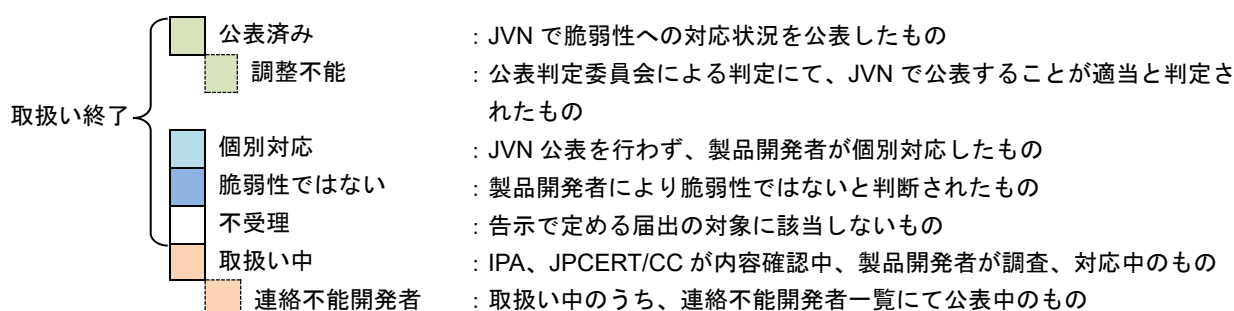 公表済み : JVN で脆弱性への対応状況を公表したもの
調整不能 : 公表判定委員会による判定にて、JVN で公表することが適当と判定さ
れたもの
取扱い終了
個別対応 : JVN 公表を行わず、製品開発者が個別対応したもの
脆弱性ではない : 製品開発者により脆弱性ではないと判断されたもの
不受理 : 告示で定める届出の対象に該当しないもの
取扱い中 : IPA、JPCERT/CC が内容確認中、製品開発者が調査、対応中のもの
連絡不能開発者 : 取扱い中のうち、連絡不能開発者一覧にて公表中のもの